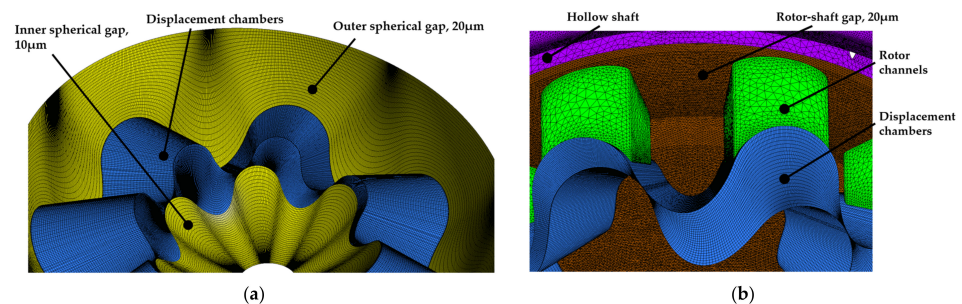 Inner spherical gap,
10µm
Displacement chambers
Outer spherical gap, 20µm
(a)
Hollow shaft
Rotor-shaft gap, 20µm
Rotor
channels
Displacement
chambers
(b)